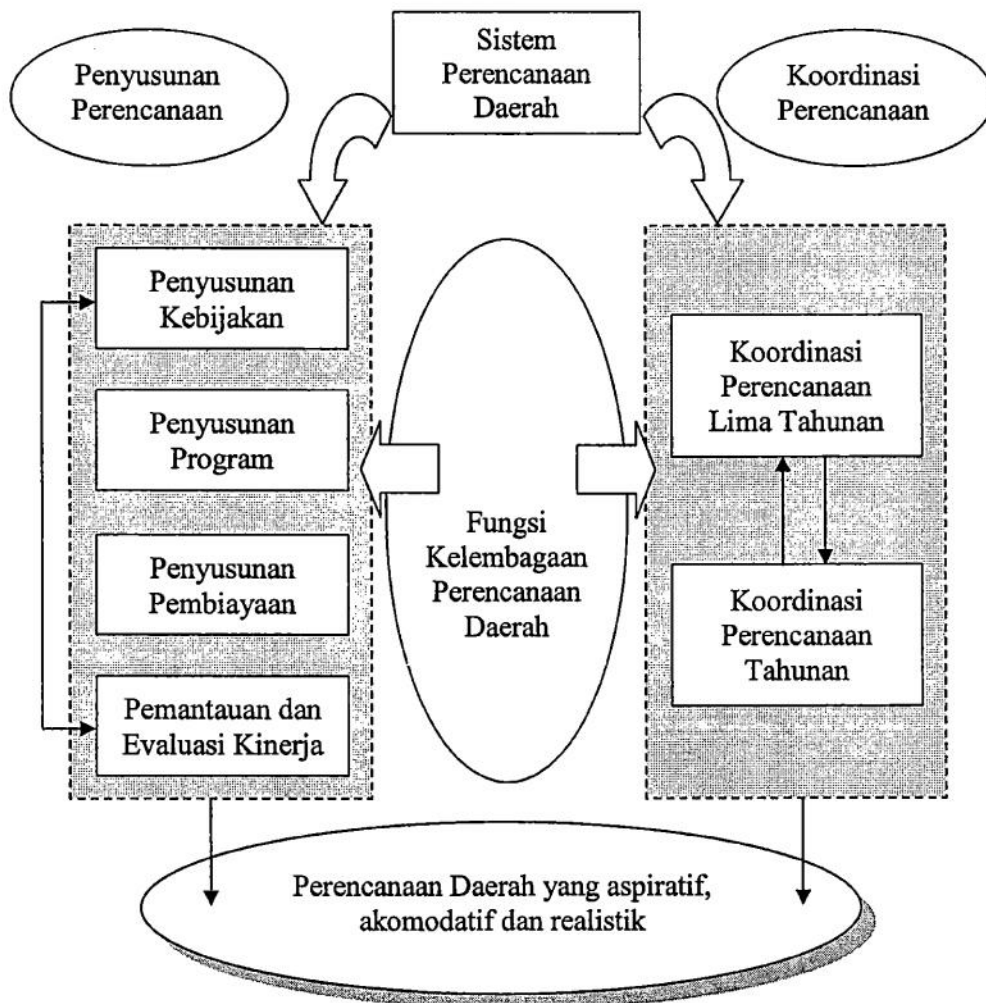 Penyusunan
Perencanaan
Sistem
Perencanaan
Daerah
Koordinasi
Perencanaan
Penyusunan
Kebijakan
Penyusunan
Program
Penyusunan
Pembiayaan
Pemantauan dan
Evaluasi Kinerja
Fungsi
Kelembagaan
Perencanaan
Daerah
Koordinasi
Perencanaan
Lima Tahunan
Koordinasi
Perencanaan
Tahunan
Perencanaan Daerah yang aspiratif,
akomodatif dan realistik